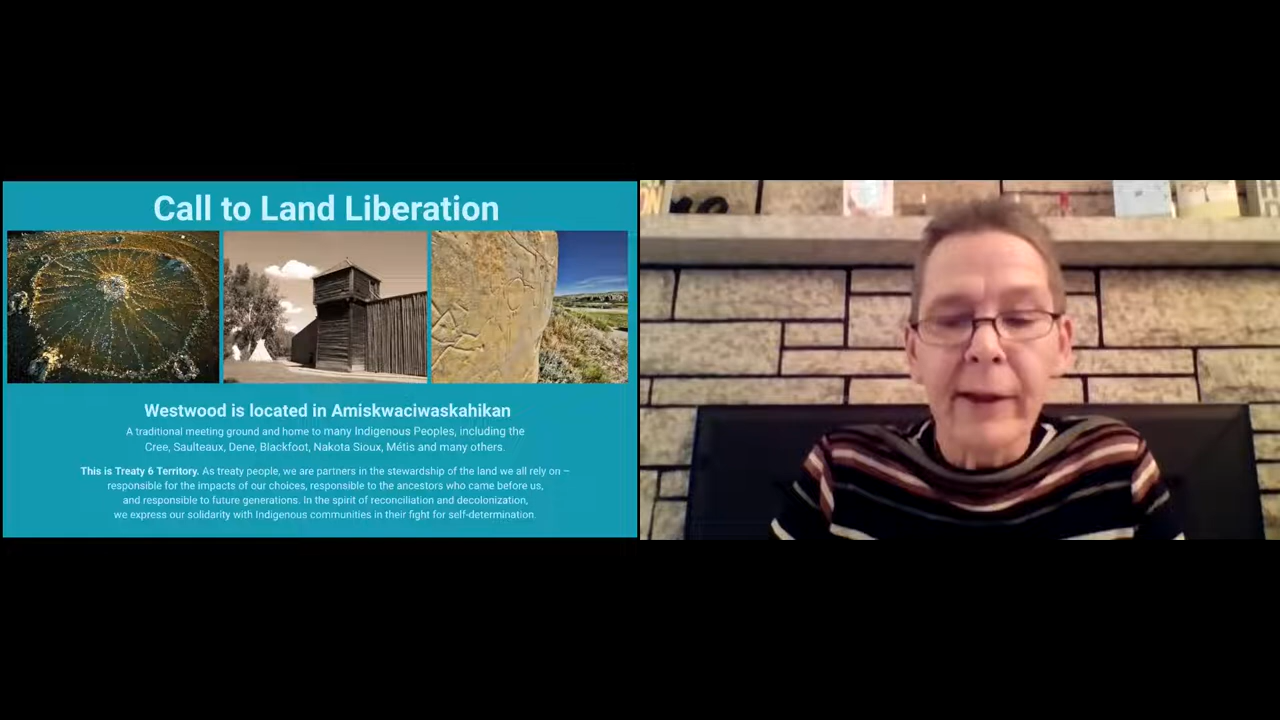 Call to Land Liberation
Westwood is located in Amiskwaciwaskahikan
A traditional meeting ground and home to many Indigenous Peoples, including the
Cree, Saulteaux, Dene, Blackfoot, Nakota Sioux, Métis and many others.
This is Treaty 6 Territory. As treaty people, we are partners in the stewardship of the land we all rely on –
responsible for the impacts of our choices, responsible to the ancestors who came before us,
and responsible to future generations. In the spirit of reconciliation and decolonization,
we express our solidarity with Indigenous communities in their fight for self-determination.